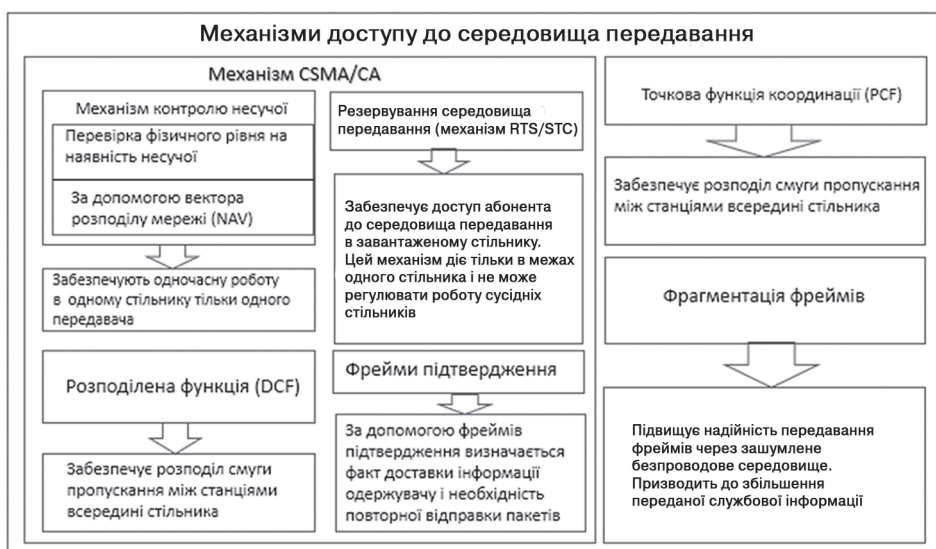 Механізми доступу до середовища передавання
Механізм CSMA/CA
Механізм контролю несучої
Перевірка фізичного рівня на
наявність несучої
За допомогою вектора
розподілу мережі (NAV)
Забезпечують одночасну роботу
в одному стільнику тільки одного
передавача
Розподілена функція (DCF)
Забезпечує розподіл смуги
пропускання між станціями
всередині стільника
Резервування середовища
передавання (механізм RTS/STC)
Забезпечує доступ абонента
до середовища передавання
в завантаженому стільнику.
Цей механізм діє тільки в межах
одного стільника і не може
регулювати роботу сусідніх
стільників
Фрейми підтвердження
За допомогою фреймів
підтвердження визначається
факт доставки інформації
одержувачу і необхідність
повторної відправки пакетів
Точкова функція координації (PCF)
Забезпечує розподіл смуги пропускання
між станціями всередині стільника
Фрагментація фреймів
Підвищує надійність передавання
фреймів через зашумлене
безпроводове середовище.
Призводить до збільшення
переданої службової інформації